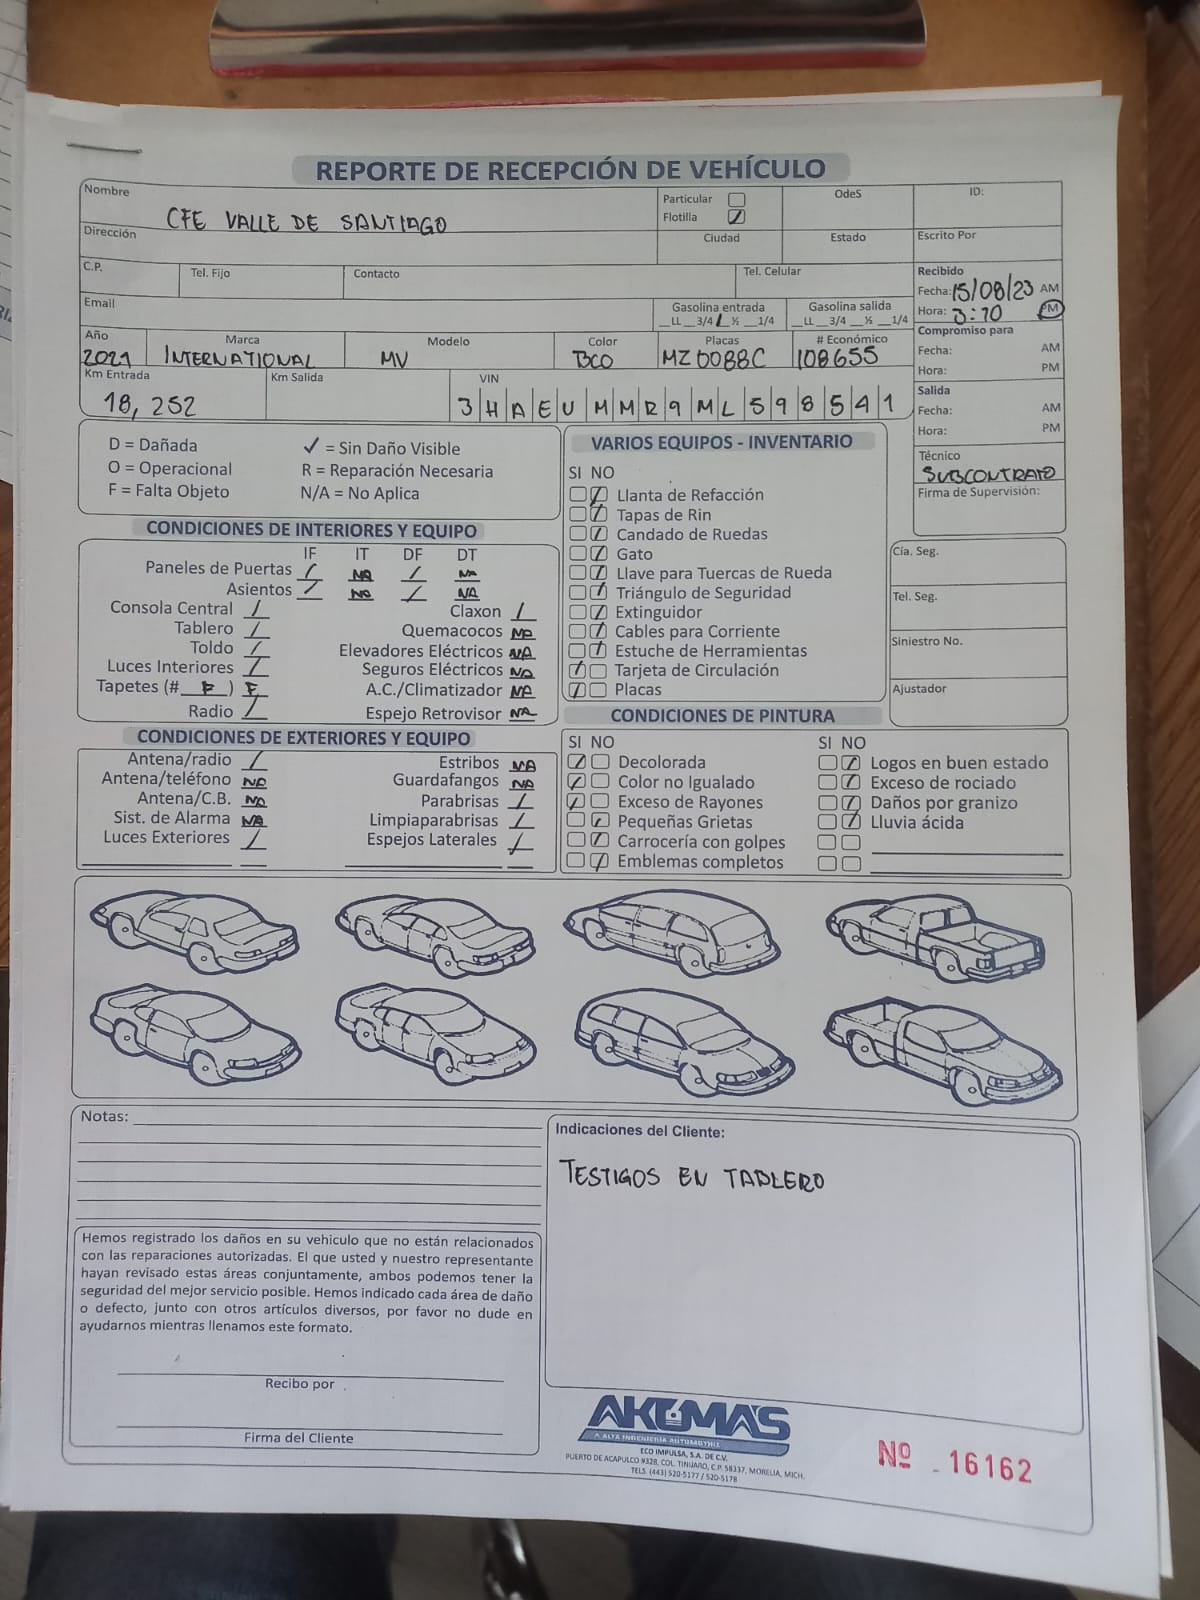 REPORTE DE RECEPCIÓN DE VEHÍCULO
Nombre CFE VALLE DE SANTIAGO
Particular
Flotilla ✓
OdeS
ID:
Dirección
Ciudad
Estado
Escrito Por
C.P.
Tel. Fijo
Contacto
Tel. Celular
Recibido
Fecha: 15/08/23 AM
Hora: 3:10 PM
Email
Gasolina entrada
__LL __3/4 / ½ __1/4
Gasolina salida
__LL __3/4 __½ __1/4
Compromiso para
Fecha: AM
Hora: PM
Año 2021
Marca INTERNATIONAL
Modelo MV
Color BCO
Placas MZ0088C
# Económico 108655
Km Entrada 18,252
Km Salida
VIN 3HAEUMMR9ML598541
Salida
Fecha: AM
Hora: PM
Técnico
SUBCONTRATO
Firma de Supervisión:
D = Dañada ✓ = Sin Daño Visible
O = Operacional R = Reparación Necesaria
F = Falta Objeto N/A = No Aplica
CONDICIONES DE INTERIORES Y EQUIPO
IF IT DF DT
Paneles de Puertas / NA / NA
Asientos / NA / NA
Consola Central / Claxon /
Tablero / Quemacocos NA
Toldo / Elevadores Eléctricos NA
Luces Interiores / Seguros Eléctricos NA
Tapetes (# F ) F A.C./Climatizador NA
Radio / Espejo Retrovisor NA
VARIOS EQUIPOS - INVENTARIO
SI NO
Llanta de Refacción
Tapas de Rin
Candado de Ruedas
Gato
Llave para Tuercas de Rueda
Triángulo de Seguridad
Extinguidor
Cables para Corriente
Estuche de Herramientas
Tarjeta de Circulación
Placas
Cía. Seg.
Tel. Seg.
Siniestro No.
Ajustador
CONDICIONES DE EXTERIORES Y EQUIPO
Antena/radio / Estribos NA
Antena/teléfono NA Guardafangos NA
Antena/C.B. NA Parabrisas /
Sist. de Alarma NA Limpiaparabrisas /
Luces Exteriores / Espejos Laterales /
CONDICIONES DE PINTURA
SI NO SI NO
Decolorada Logos en buen estado
Color no Igualado Exceso de rociado
Exceso de Rayones Daños por granizo
Pequeñas Grietas Lluvia ácida
Carrocería con golpes
Emblemas completos
Notas:
Indicaciones del Cliente:
TESTIGOS EN TABLERO
Hemos registrado los daños en su vehiculo que no están relacionados
con las reparaciones autorizadas. El que usted y nuestro representante
hayan revisado estas áreas conjuntamente, ambos podemos tener la
seguridad del mejor servicio posible. Hemos indicado cada área de daño
o defecto, junto con otros artículos diversos, por favor no dude en
ayudarnos mientras llenamos este formato.
Recibo por
Firma del Cliente
AKUMA'S
A ALTA INGENIERÍA AUTOMOTRIZ
ECO IMPULSA, S.A. DE C.V.
PUERTO DE ACAPULCO #328, COL. TINIJARO, C.P. 58337, MORELIA, MICH.
TELS. (443) 520-5177 / 520-5178
Nº 16162